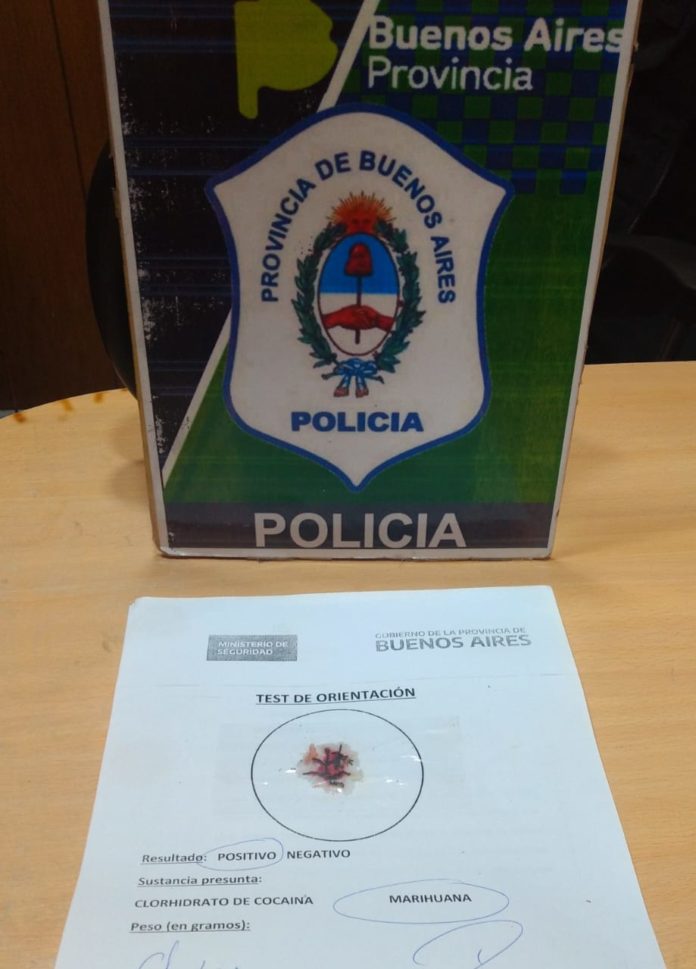 Buenos Aires
Provincia
PROVINCIA DE BUENOS AIRES
POLICIA
POLICIA
MINISTERIO DE
SEGURIDAD
GOBIERNO DE LA PROVINCIA DE
BUENOS AIRES
TEST DE ORIENTACIÓN
Resultado: POSITIVO NEGATIVO
Sustancia presunta:
CLORHIDRATO DE COCAINA MARIHUANA
Peso (en gramos):